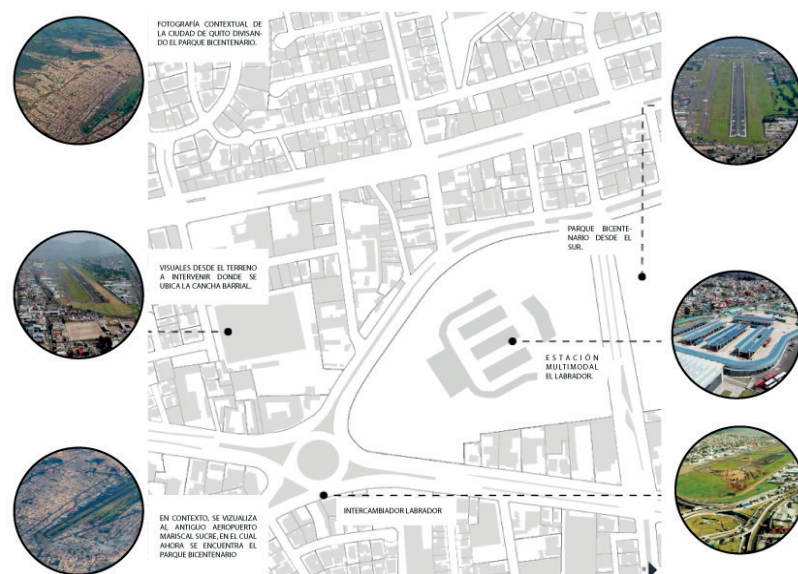 FOTOGRAFÍA CONTEXTUAL DE
LA CIUDAD DE QUITO DIVISAN-
DO EL PARQUE BICENTENARIO.
PARQUE BICENTE-
NARIO DESDE EL
SUR.
VISUALES DESDE EL TERRENO
A INTERVENIR DONDE SE
UBICA LA CANCHA BARRIAL.
ESTACIÓN
MULTIMODAL
EL LABRADOR.
INTERCAMBIADOR LABRADOR
EN CONTEXTO, SE VIZUALIZA
AL ANTIGUO AEROPUERTO
MARISCAL SUCRE, EN EL CUAL
AHORA SE ENCUENTRA EL
PARQUE BICENTENARIO